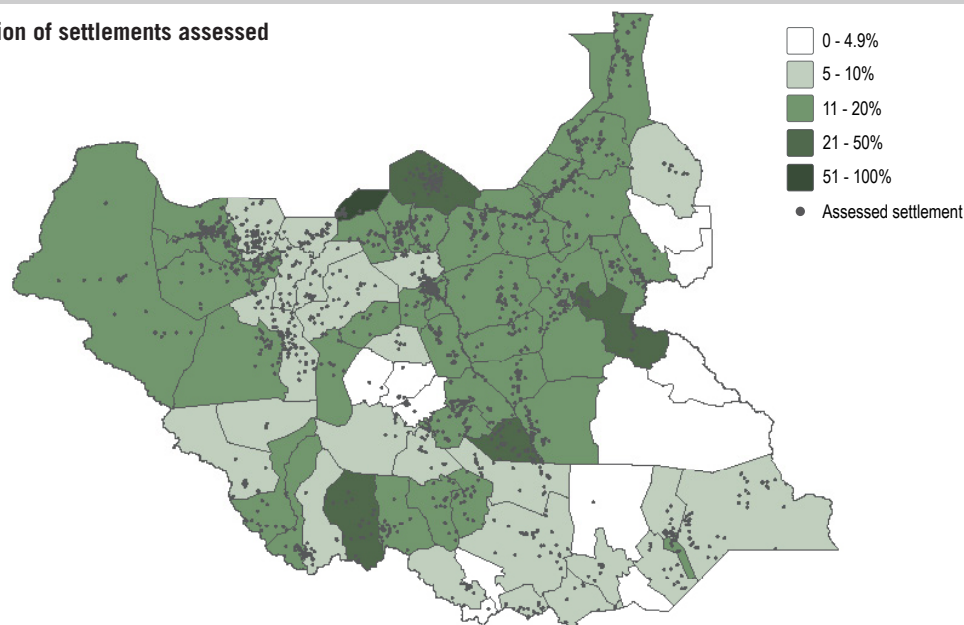 ion of settlements assessed
0 - 4.9%
5 - 10%
11 - 20%
21 - 50%
51 - 100%
Assessed settlement